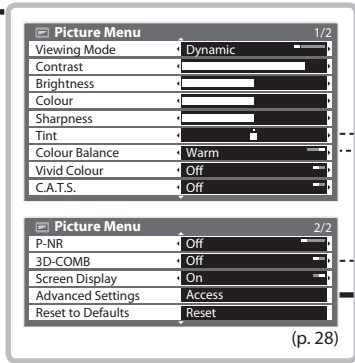 Picture Menu 1/2
Viewing Mode Dynamic
Contrast
Brightness
Colour
Sharpness
Tint
Colour Balance Warm
Vivid Colour Off
C.A.T.S. Off
Picture Menu 2/2
P-NR Off
3D-COMB Off
Screen Display On
Advanced Settings Access
Reset to Defaults Reset
(p. 28)